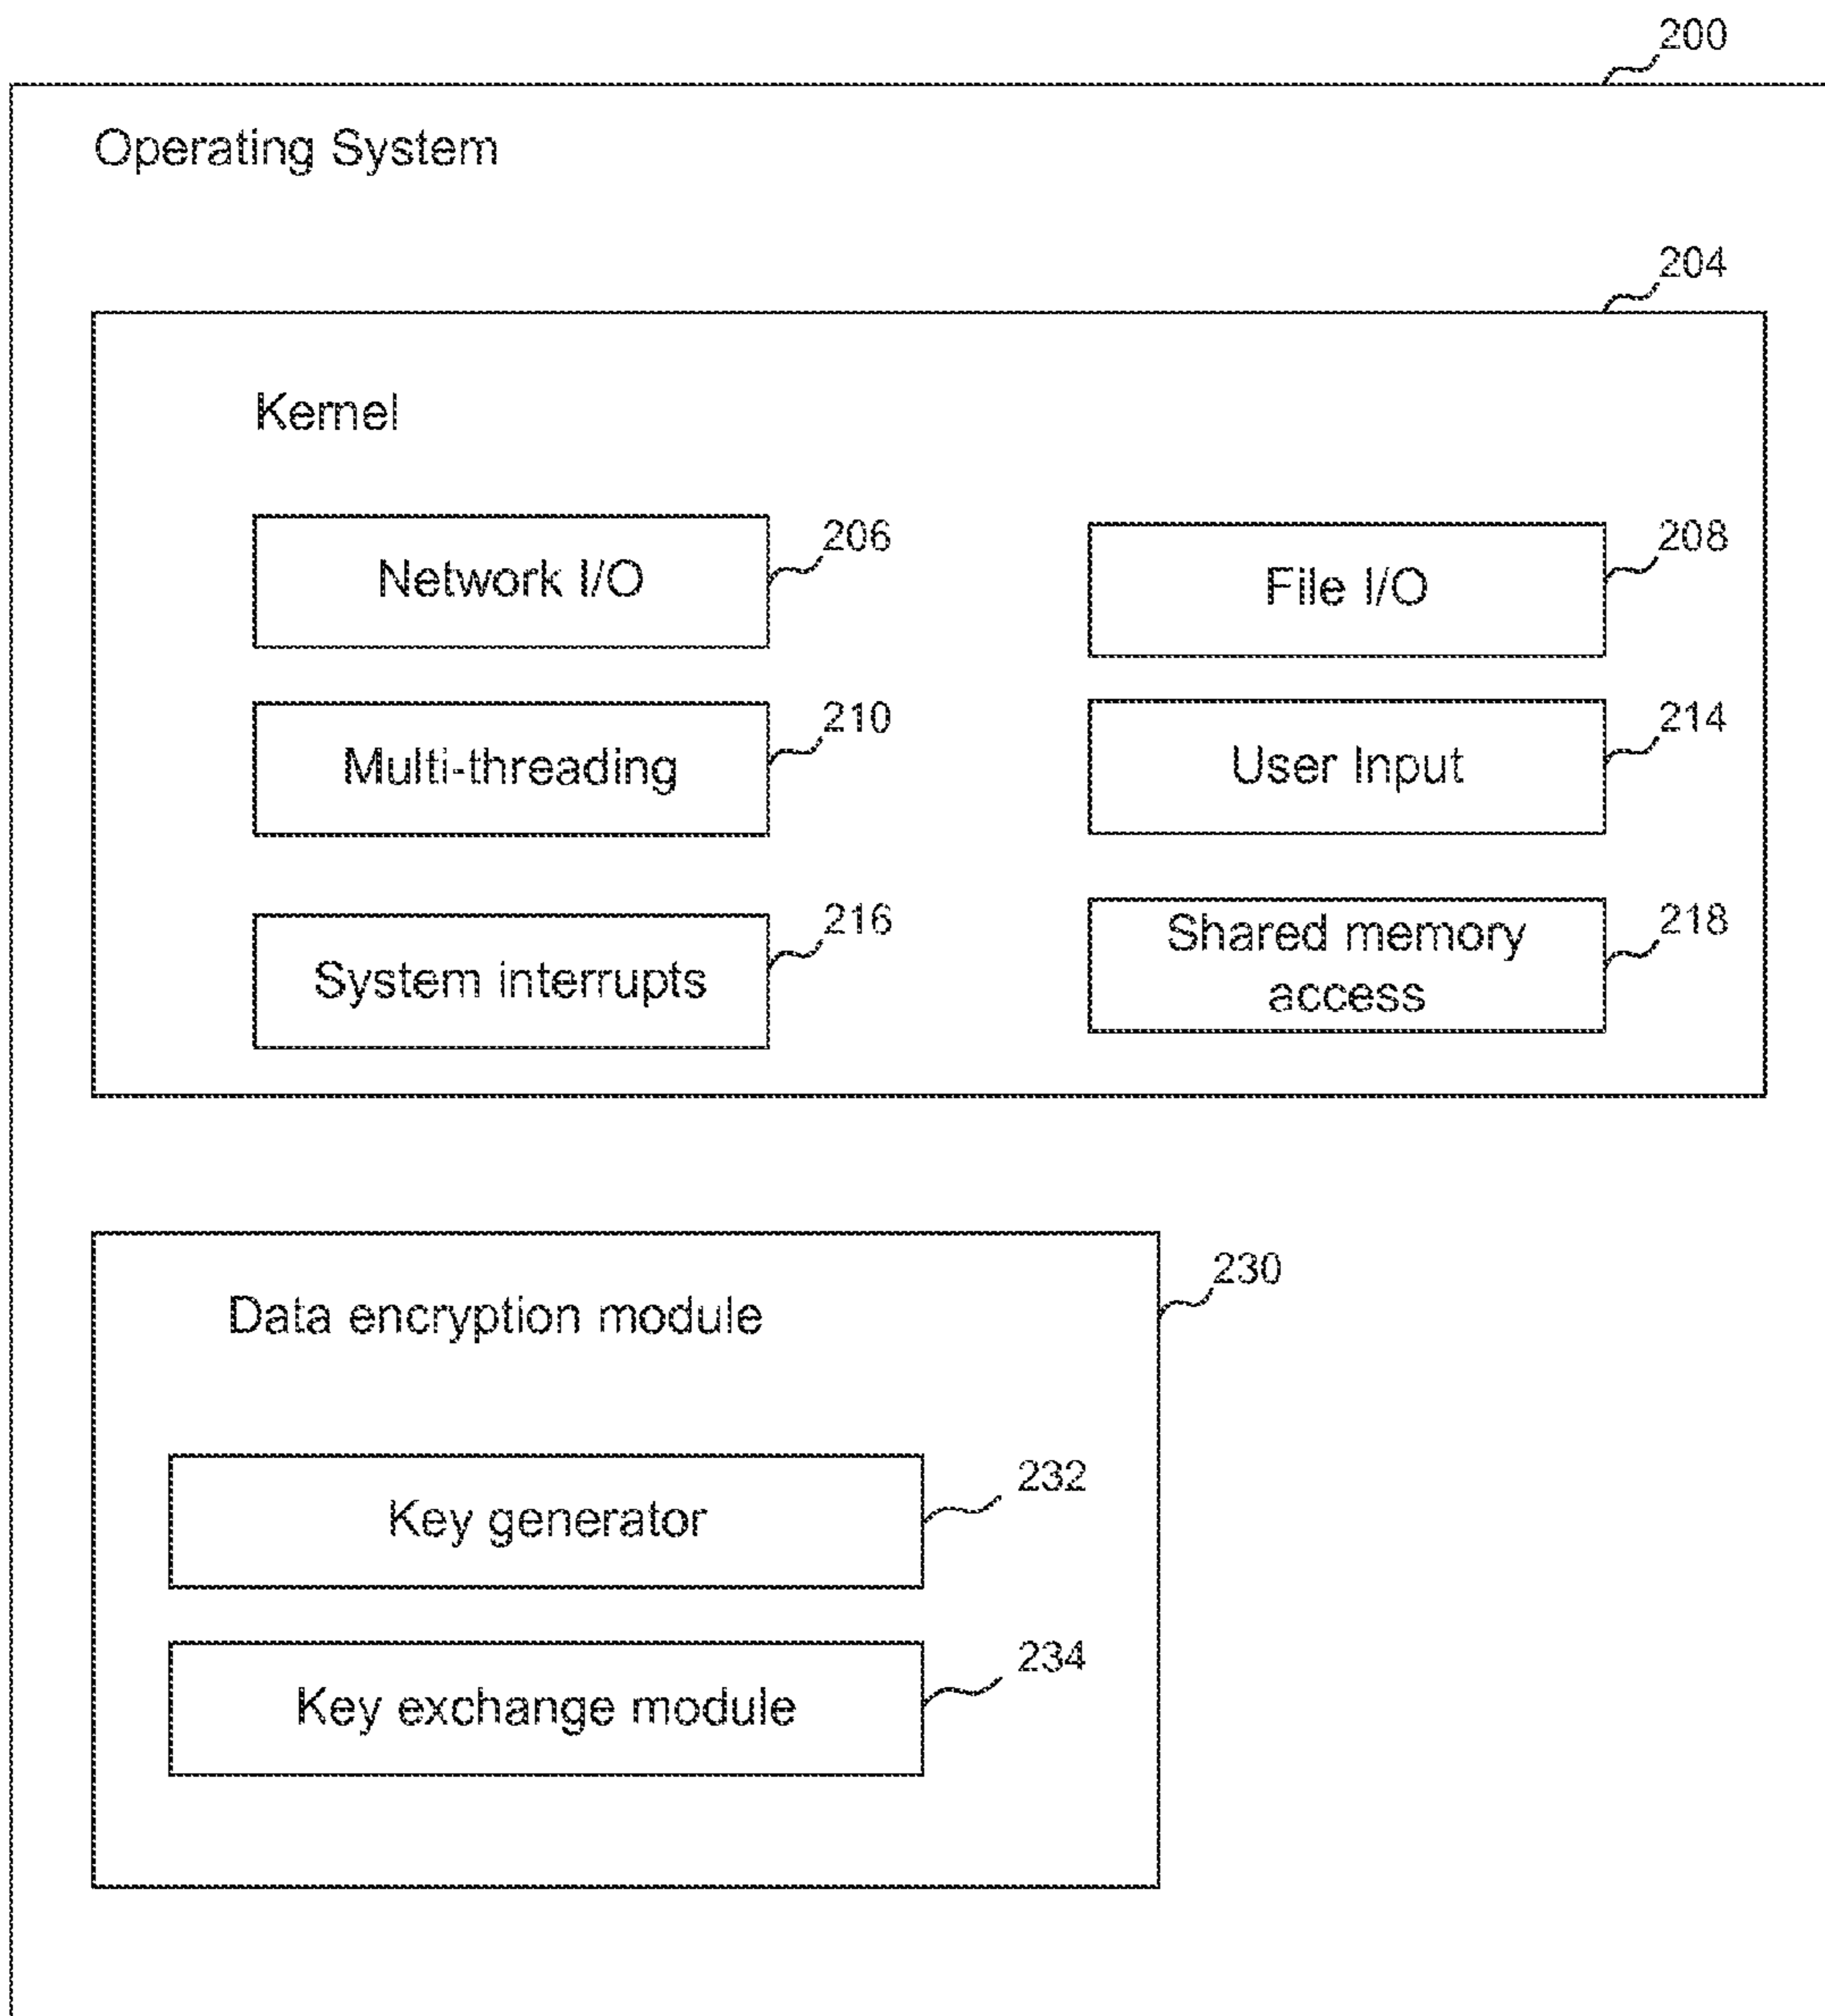 200
Operating System
204
Kernel
Network I/O
206
File I/O
208
Multi-threading
210
User Input
214
System interrupts
216
Shared memory
access
218
Data encryption module
230
Key generator
232
Key exchange module
234